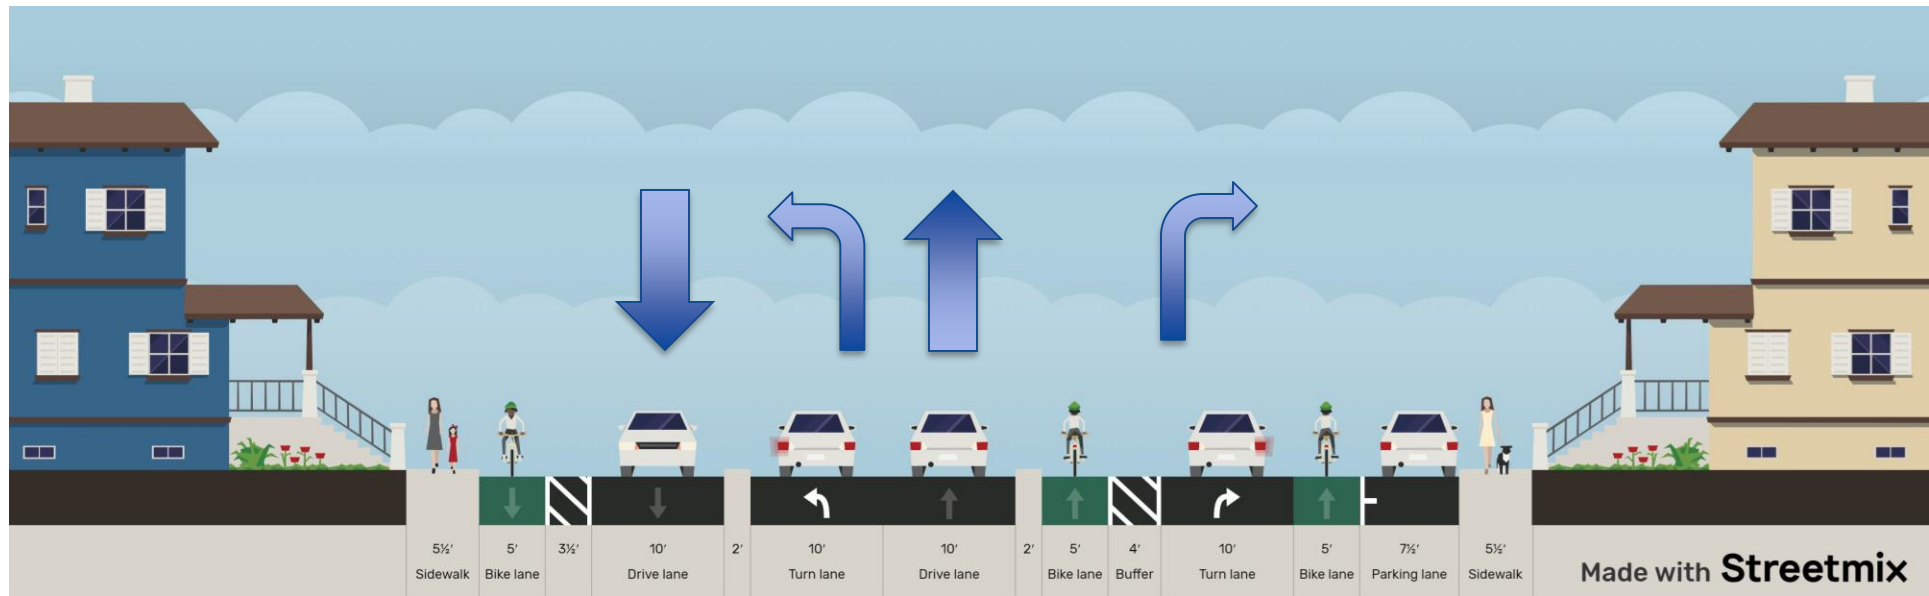 5½' 5' 3½' 10' 2' 10' 10' 2' 5' 4' 10' 5' 7½' 5½'
Sidewalk Bike lane Drive lane Turn lane Drive lane Bike lane Buffer Turn lane Bike lane Parking lane Sidewalk
Made with Streetmix